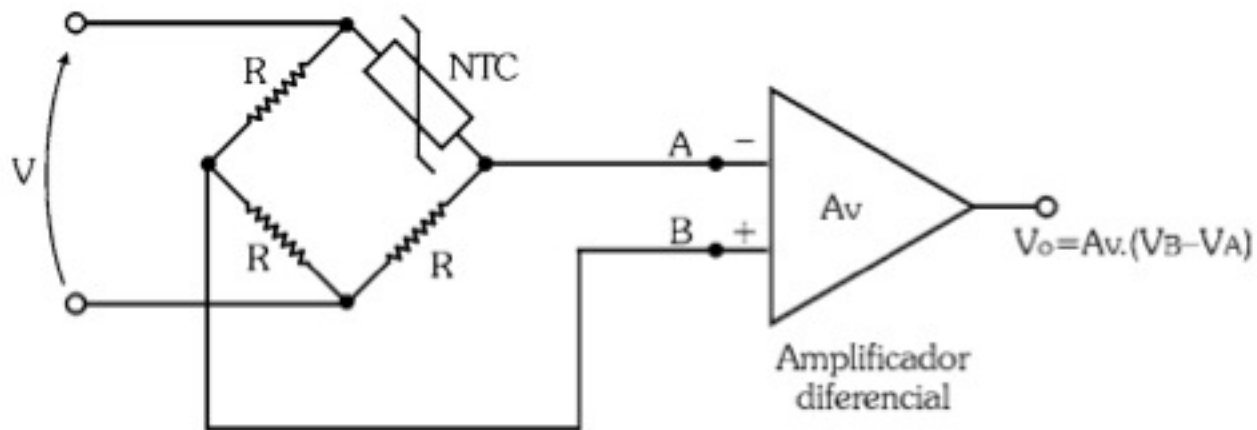 R
NTC
V
A
−
Av
B
+
R
R
Vo=Av.(VB−VA)
Amplificador
diferencial